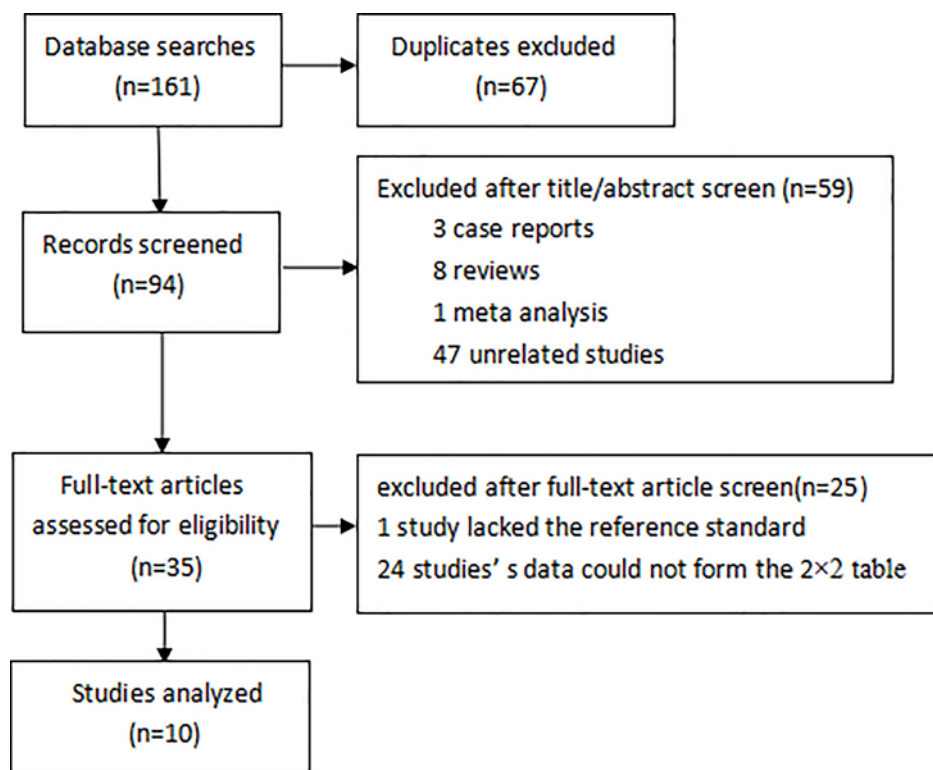 Database searches
(n=161)
Duplicates excluded
(n=67)
Records screened
(n=94)
Excluded after title/abstract screen (n=59)
3 case reports
8 reviews
1 meta analysis
47 unrelated studies
Full-text articles
assessed for eligibility
(n=35)
excluded after full-text article screen(n=25)
1 study lacked the reference standard
24 studies’ s data could not form the 2×2 table
Studies analyzed
(n=10)